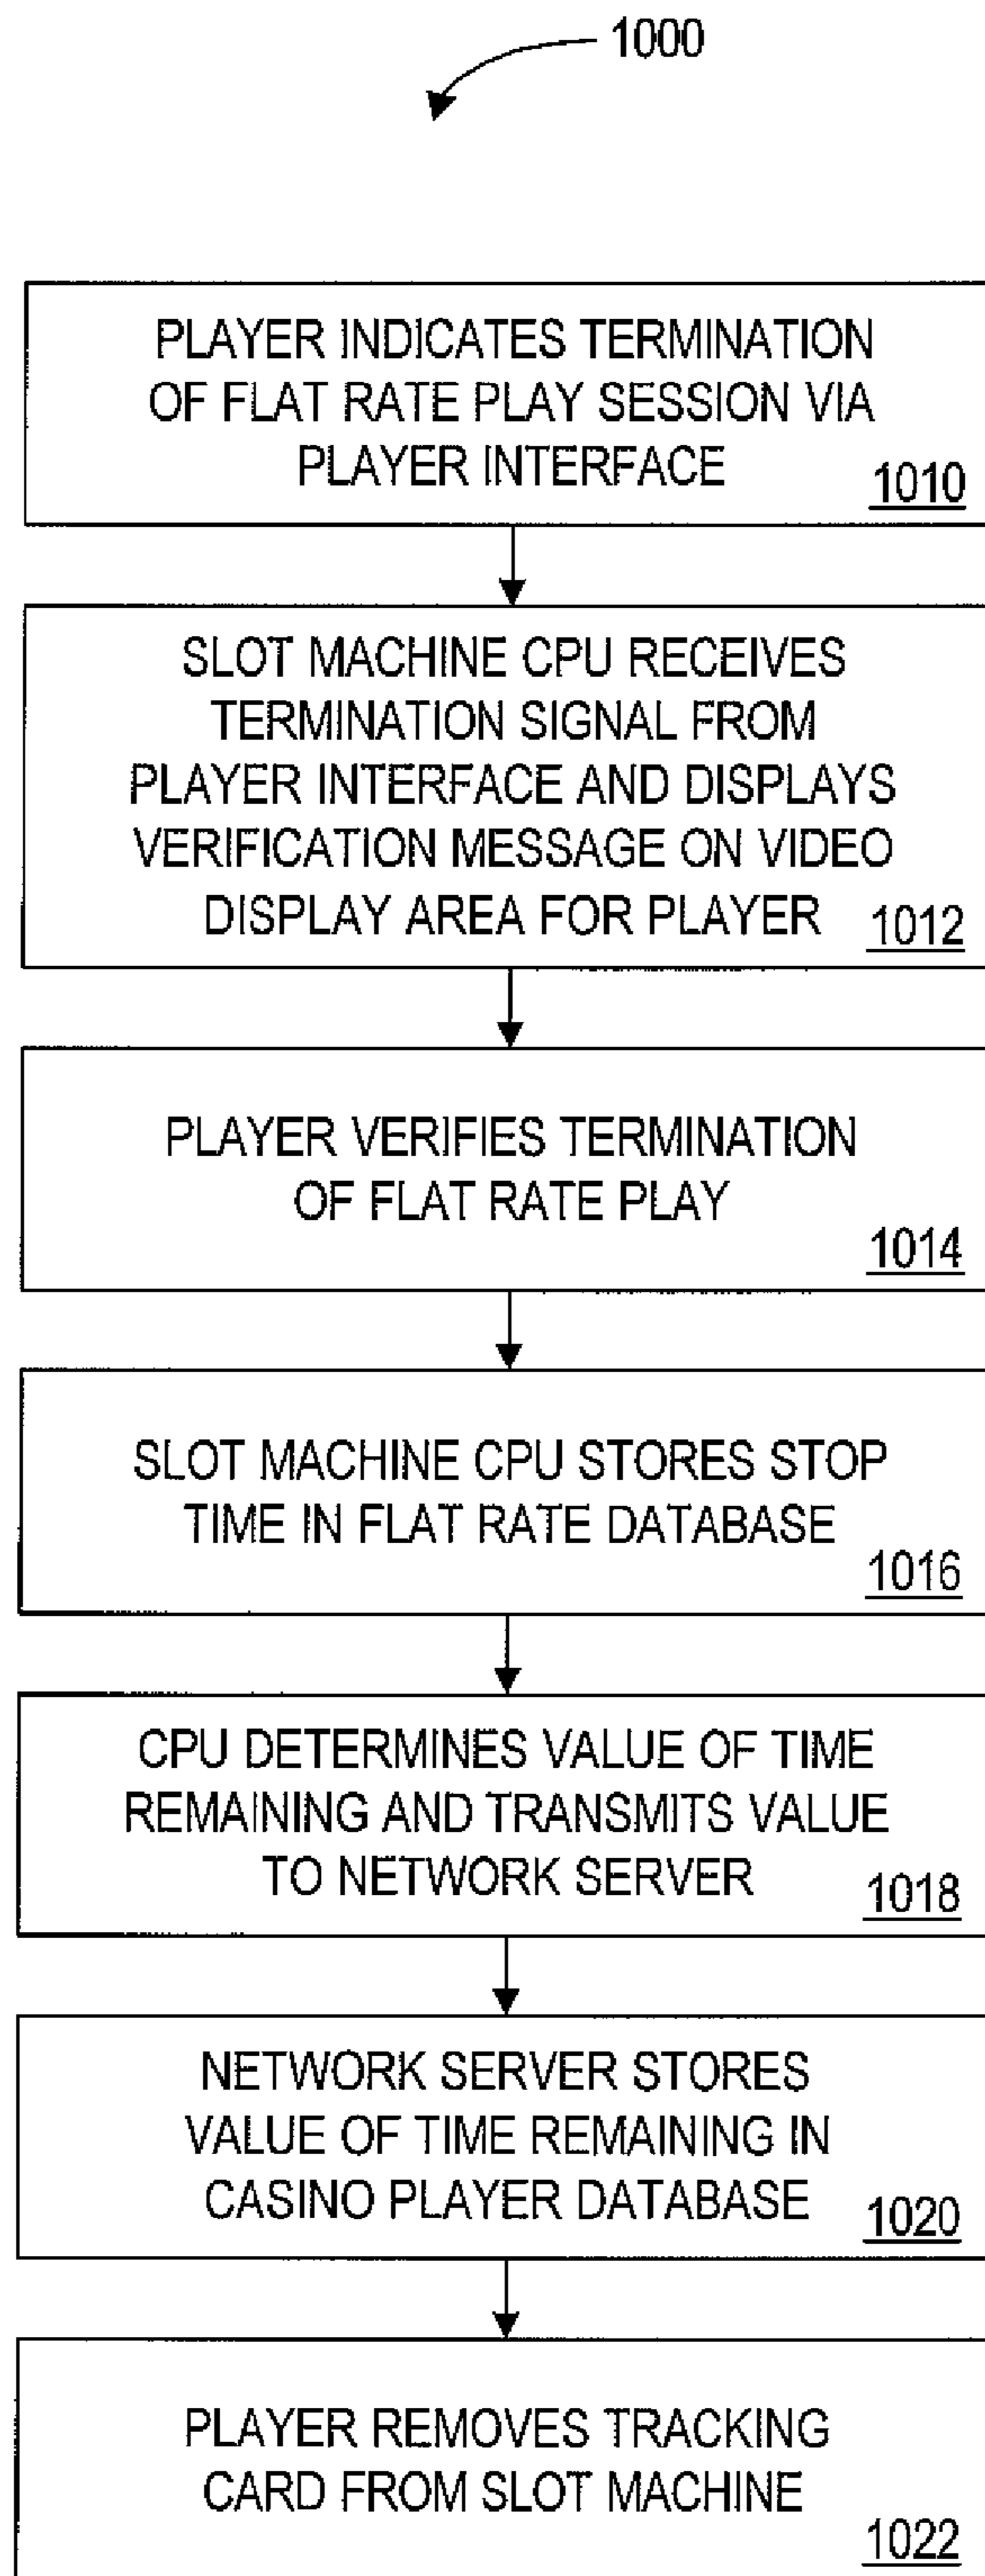 1000
PLAYER INDICATES TERMINATION
OF FLAT RATE PLAY SESSION VIA
PLAYER INTERFACE
1010
SLOT MACHINE CPU RECEIVES
TERMINATION SIGNAL FROM
PLAYER INTERFACE AND DISPLAYS
VERIFICATION MESSAGE ON VIDEO
DISPLAY AREA FOR PLAYER
1012
PLAYER VERIFIES TERMINATION
OF FLAT RATE PLAY
1014
SLOT MACHINE CPU STORES STOP
TIME IN FLAT RATE DATABASE
1016
CPU DETERMINES VALUE OF TIME
REMAINING AND TRANSMITS VALUE
TO NETWORK SERVER
1018
NETWORK SERVER STORES
VALUE OF TIME REMAINING IN
CASINO PLAYER DATABASE
1020
PLAYER REMOVES TRACKING
CARD FROM SLOT MACHINE
1022